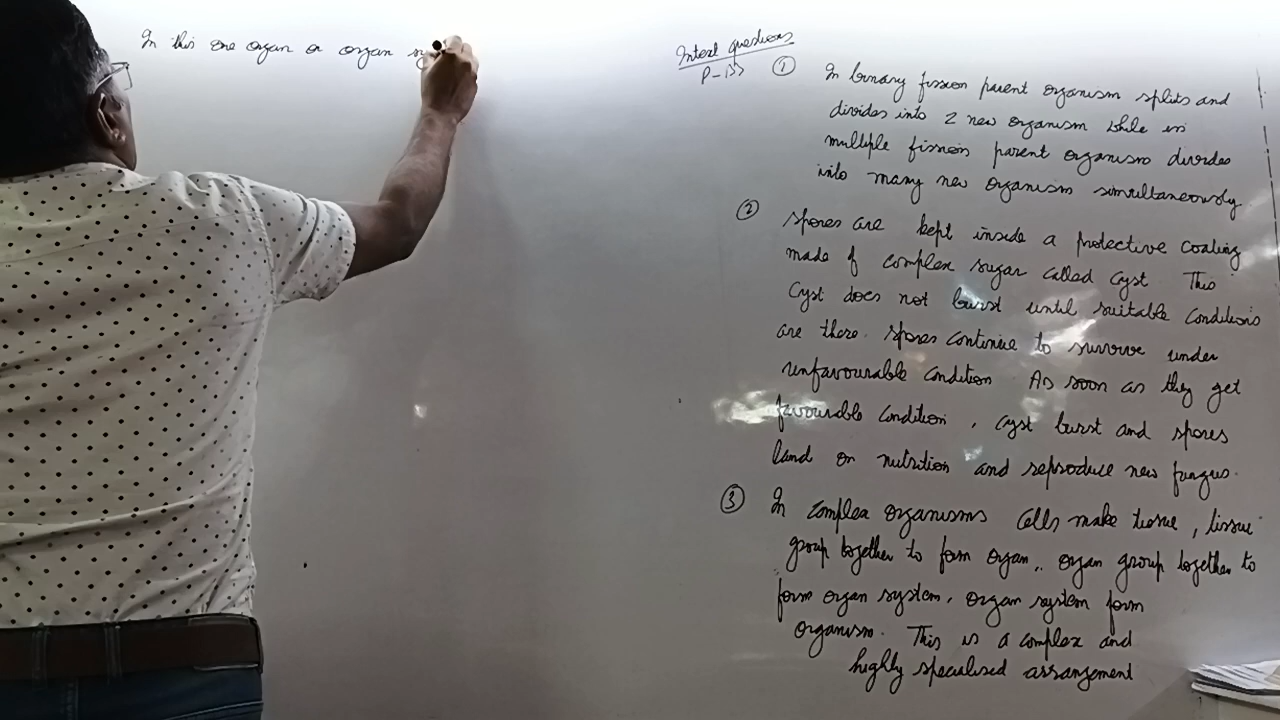 In this one organ or organ sy
Intext questions
P-133 ① In binary fission parent organism splits and
divides into 2 new organism while in
multiple fission parent organism divides
into many new organism simultaneously
② Spores are kept inside a protective coating
made of complex sugar called cyst This
cyst does not burst until suitable conditions
are there. Spores continue to survive under
unfavourable condition As soon as they get
favourable condition, cyst burst and spores
land on nutrition and reproduce new fungus.
③ In complex organisms cells make tissue, tissue
group together to form organ, organ group together to
form organ system, organ system form
organism. This is a complex and
highly specialised arrangement